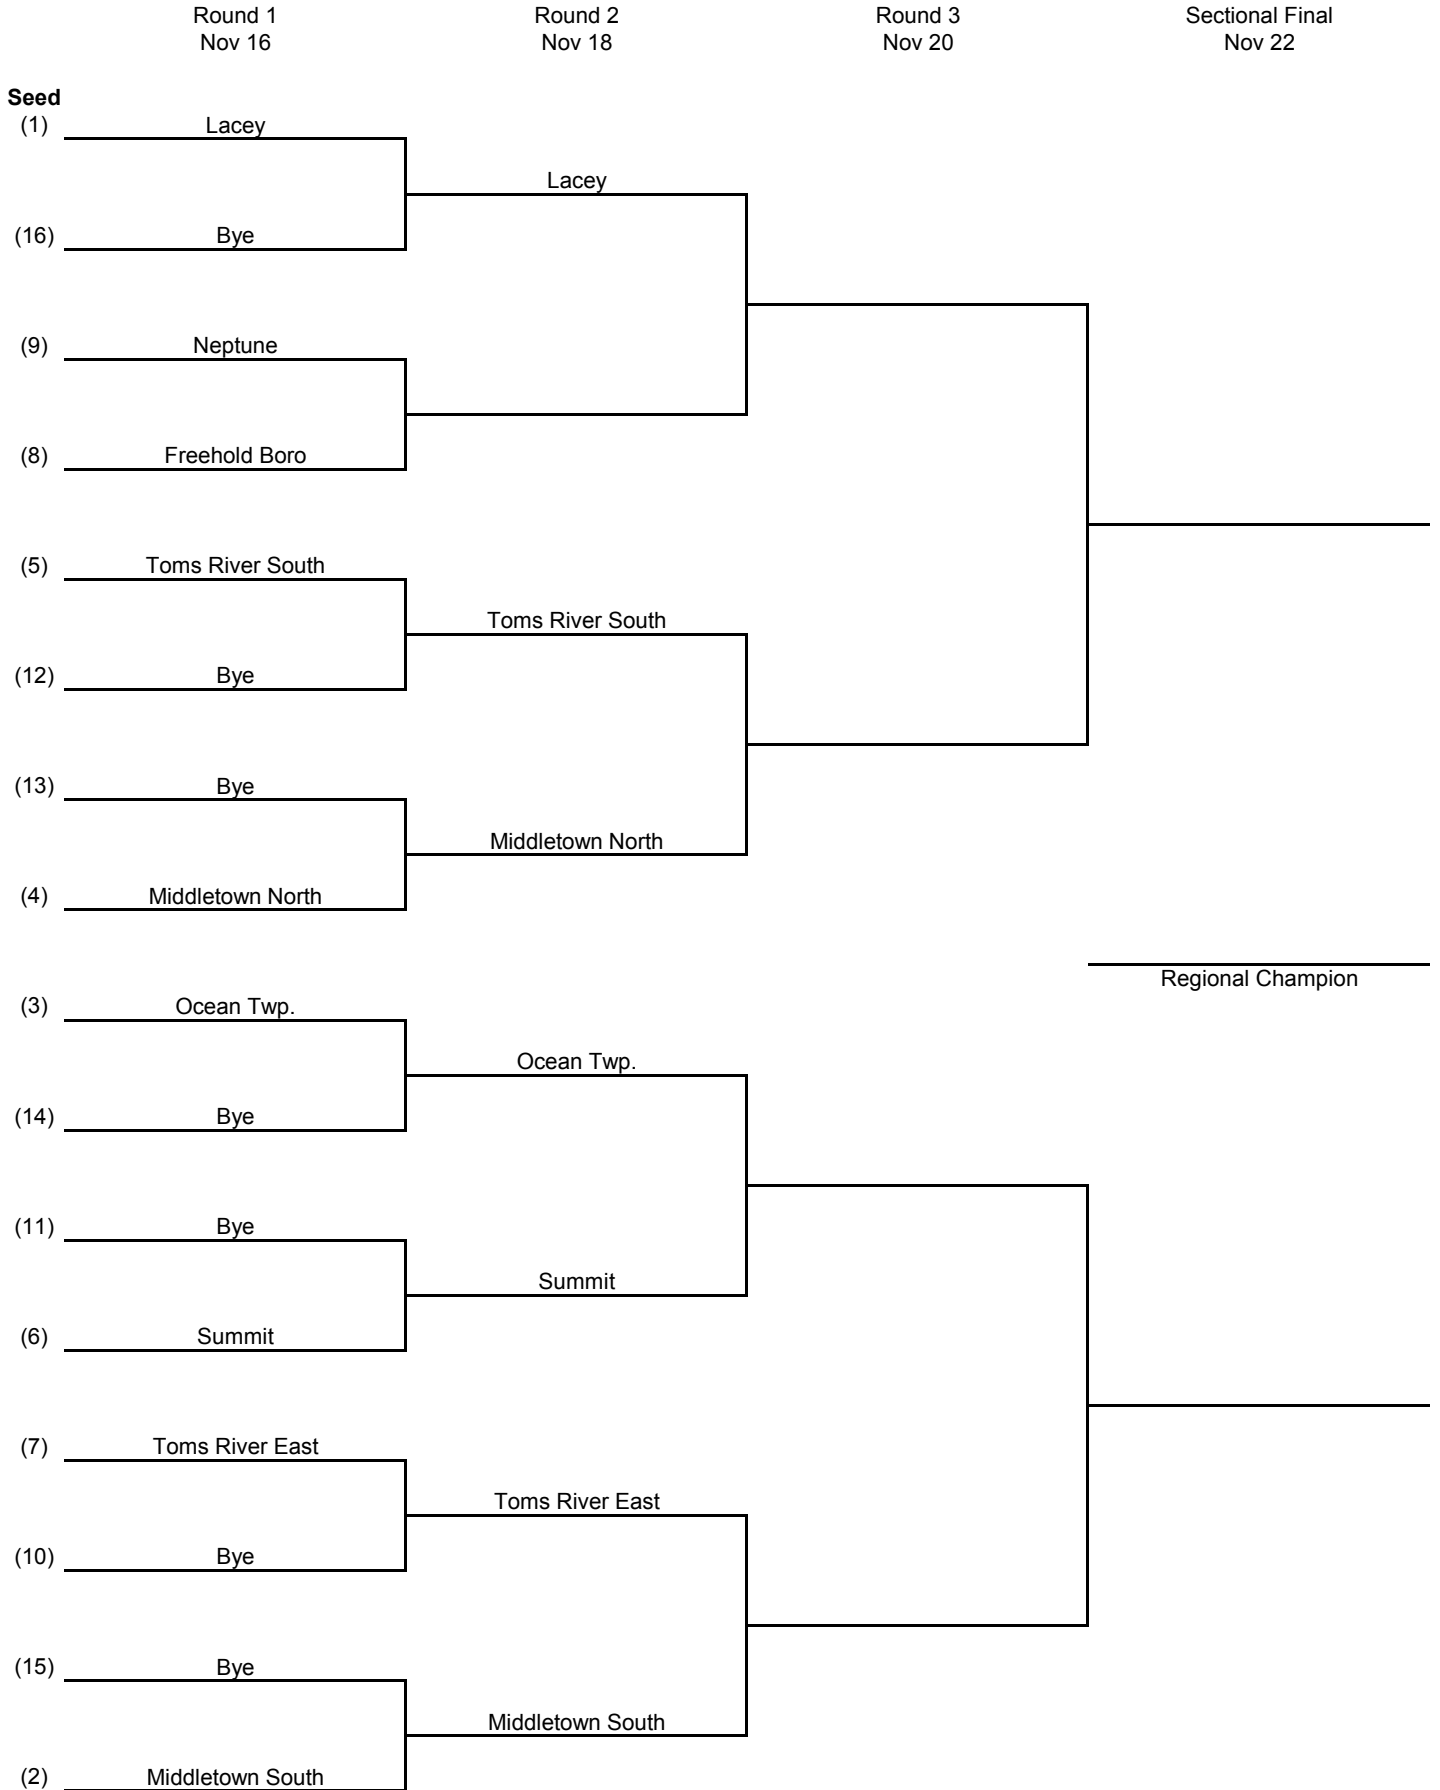 Round 1 Round 2 Round 3 Sectional Final
Nov 16 Nov 18 Nov 20 Nov 22
Seed
(1) Lacey
Lacey
(16) Bye
(9) Neptune
(8) Freehold Boro
(5) Toms River South
Toms River South
(12) Bye
(13) Bye
Middletown North
(4) Middletown North
Regional Champion
(3) Ocean Twp.
Ocean Twp.
(14) Bye
(11) Bye
Summit
(6) Summit
(7) Toms River East
Toms River East
(10) Bye
(15) Bye
Middletown South
(2) Middletown South